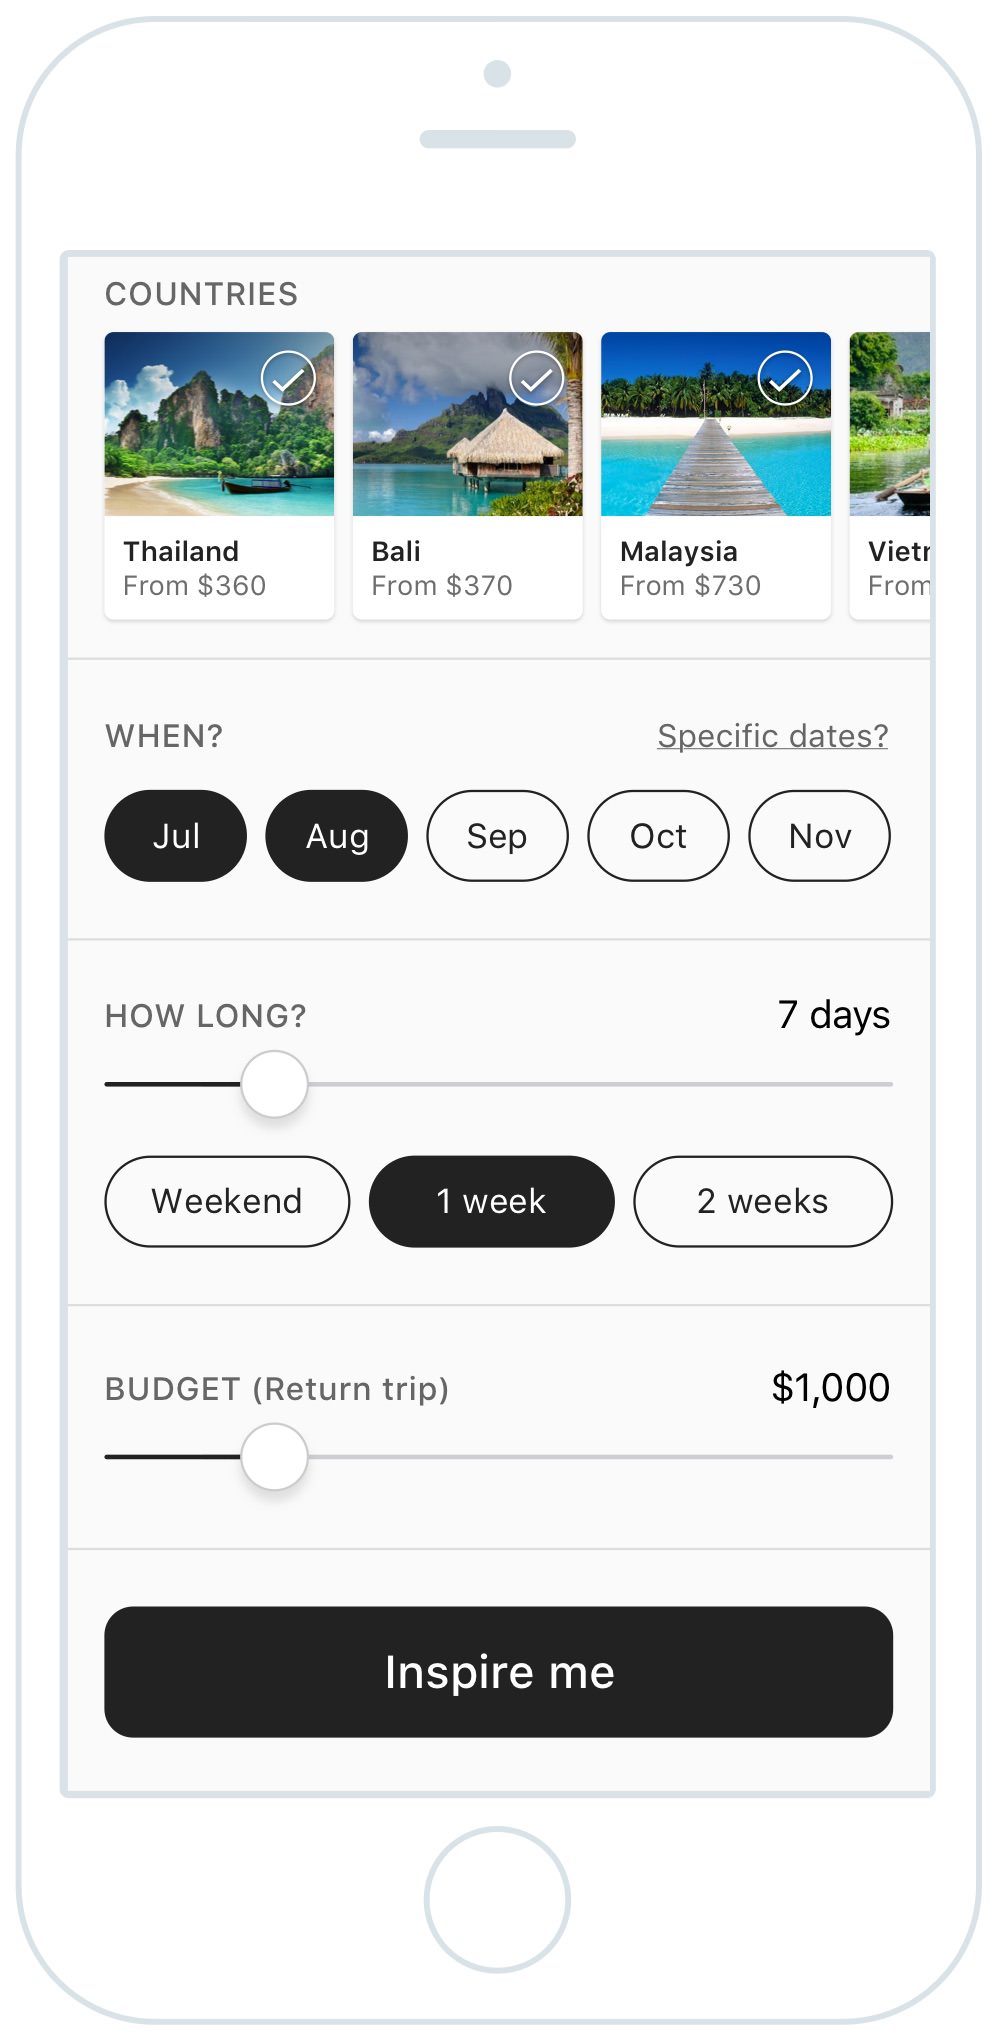 COUNTRIES
Thailand
From $360
Bali
From $370
Malaysia
From $730
From
WHEN?
Specific dates?
Jul Aug Sep Oct Nov
HOW LONG?
7 days
Weekend 1 week 2 weeks
BUDGET (Return trip)
$1,000
Inspire me